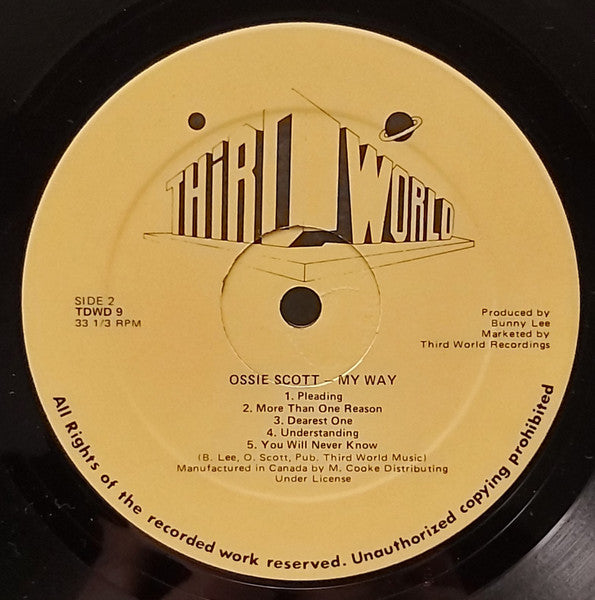 THiRD WORLD
SIDE 2
TDWD 9
33 1/3 RPM
Produced by
Bunny Lee
Marketed by
Third World Recordings
OSSIE SCOTT – MY WAY
1. Pleading
2. More Than One Reason
3. Dearest One
4. Understanding
5. You Will Never Know
(B. Lee, O. Scott, Pub. Third World Music)
Manufactured in Canada by M. Cooke Distributing
Under License
All Rights of the recorded work reserved. Unauthorized copying prohibited